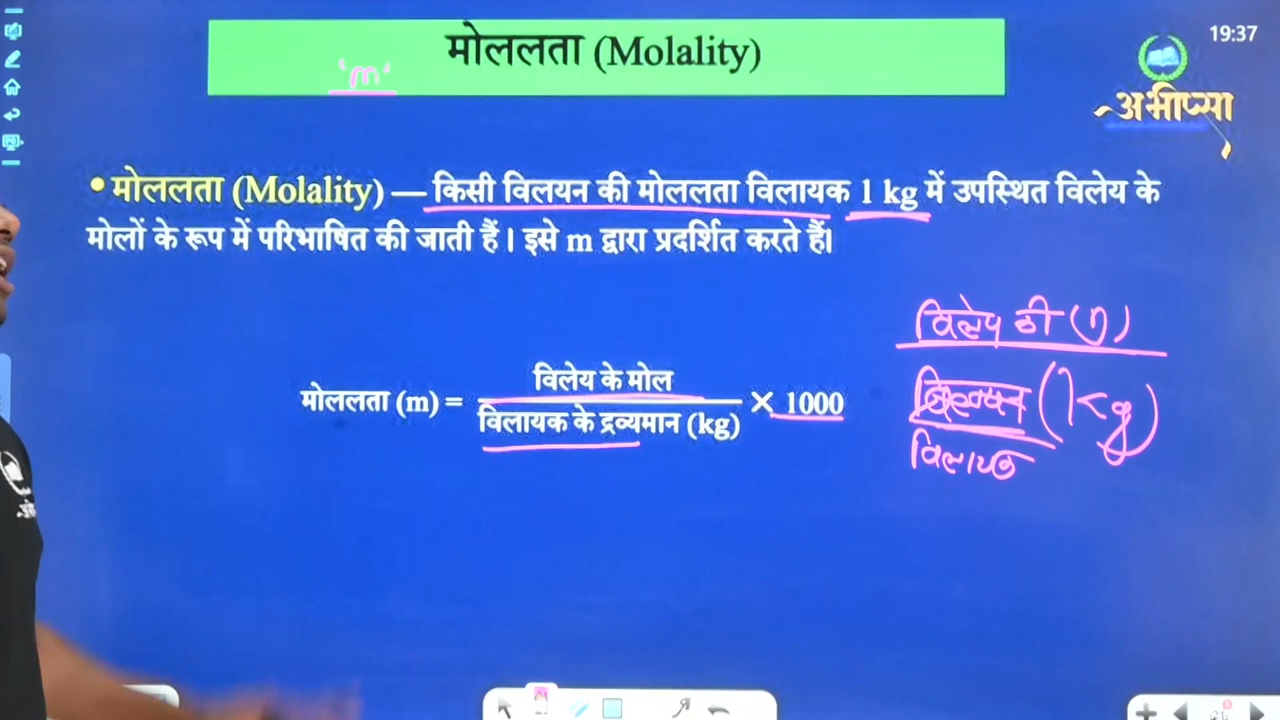 मोललता (Molality)
'm'
19:37
अभीप्सा
• मोललता (Molality) — किसी विलयन की मोललता विलायक 1 kg में उपस्थित विलेय के
मोलों के रूप में परिभाषित की जाती हैं। इसे m द्वारा प्रदर्शित करते हैं।
मोललता (m) = विलेय के मोल / विलायक के द्रव्यमान (kg) × 1000
विलेय की (n)
(1kg)
विलायक